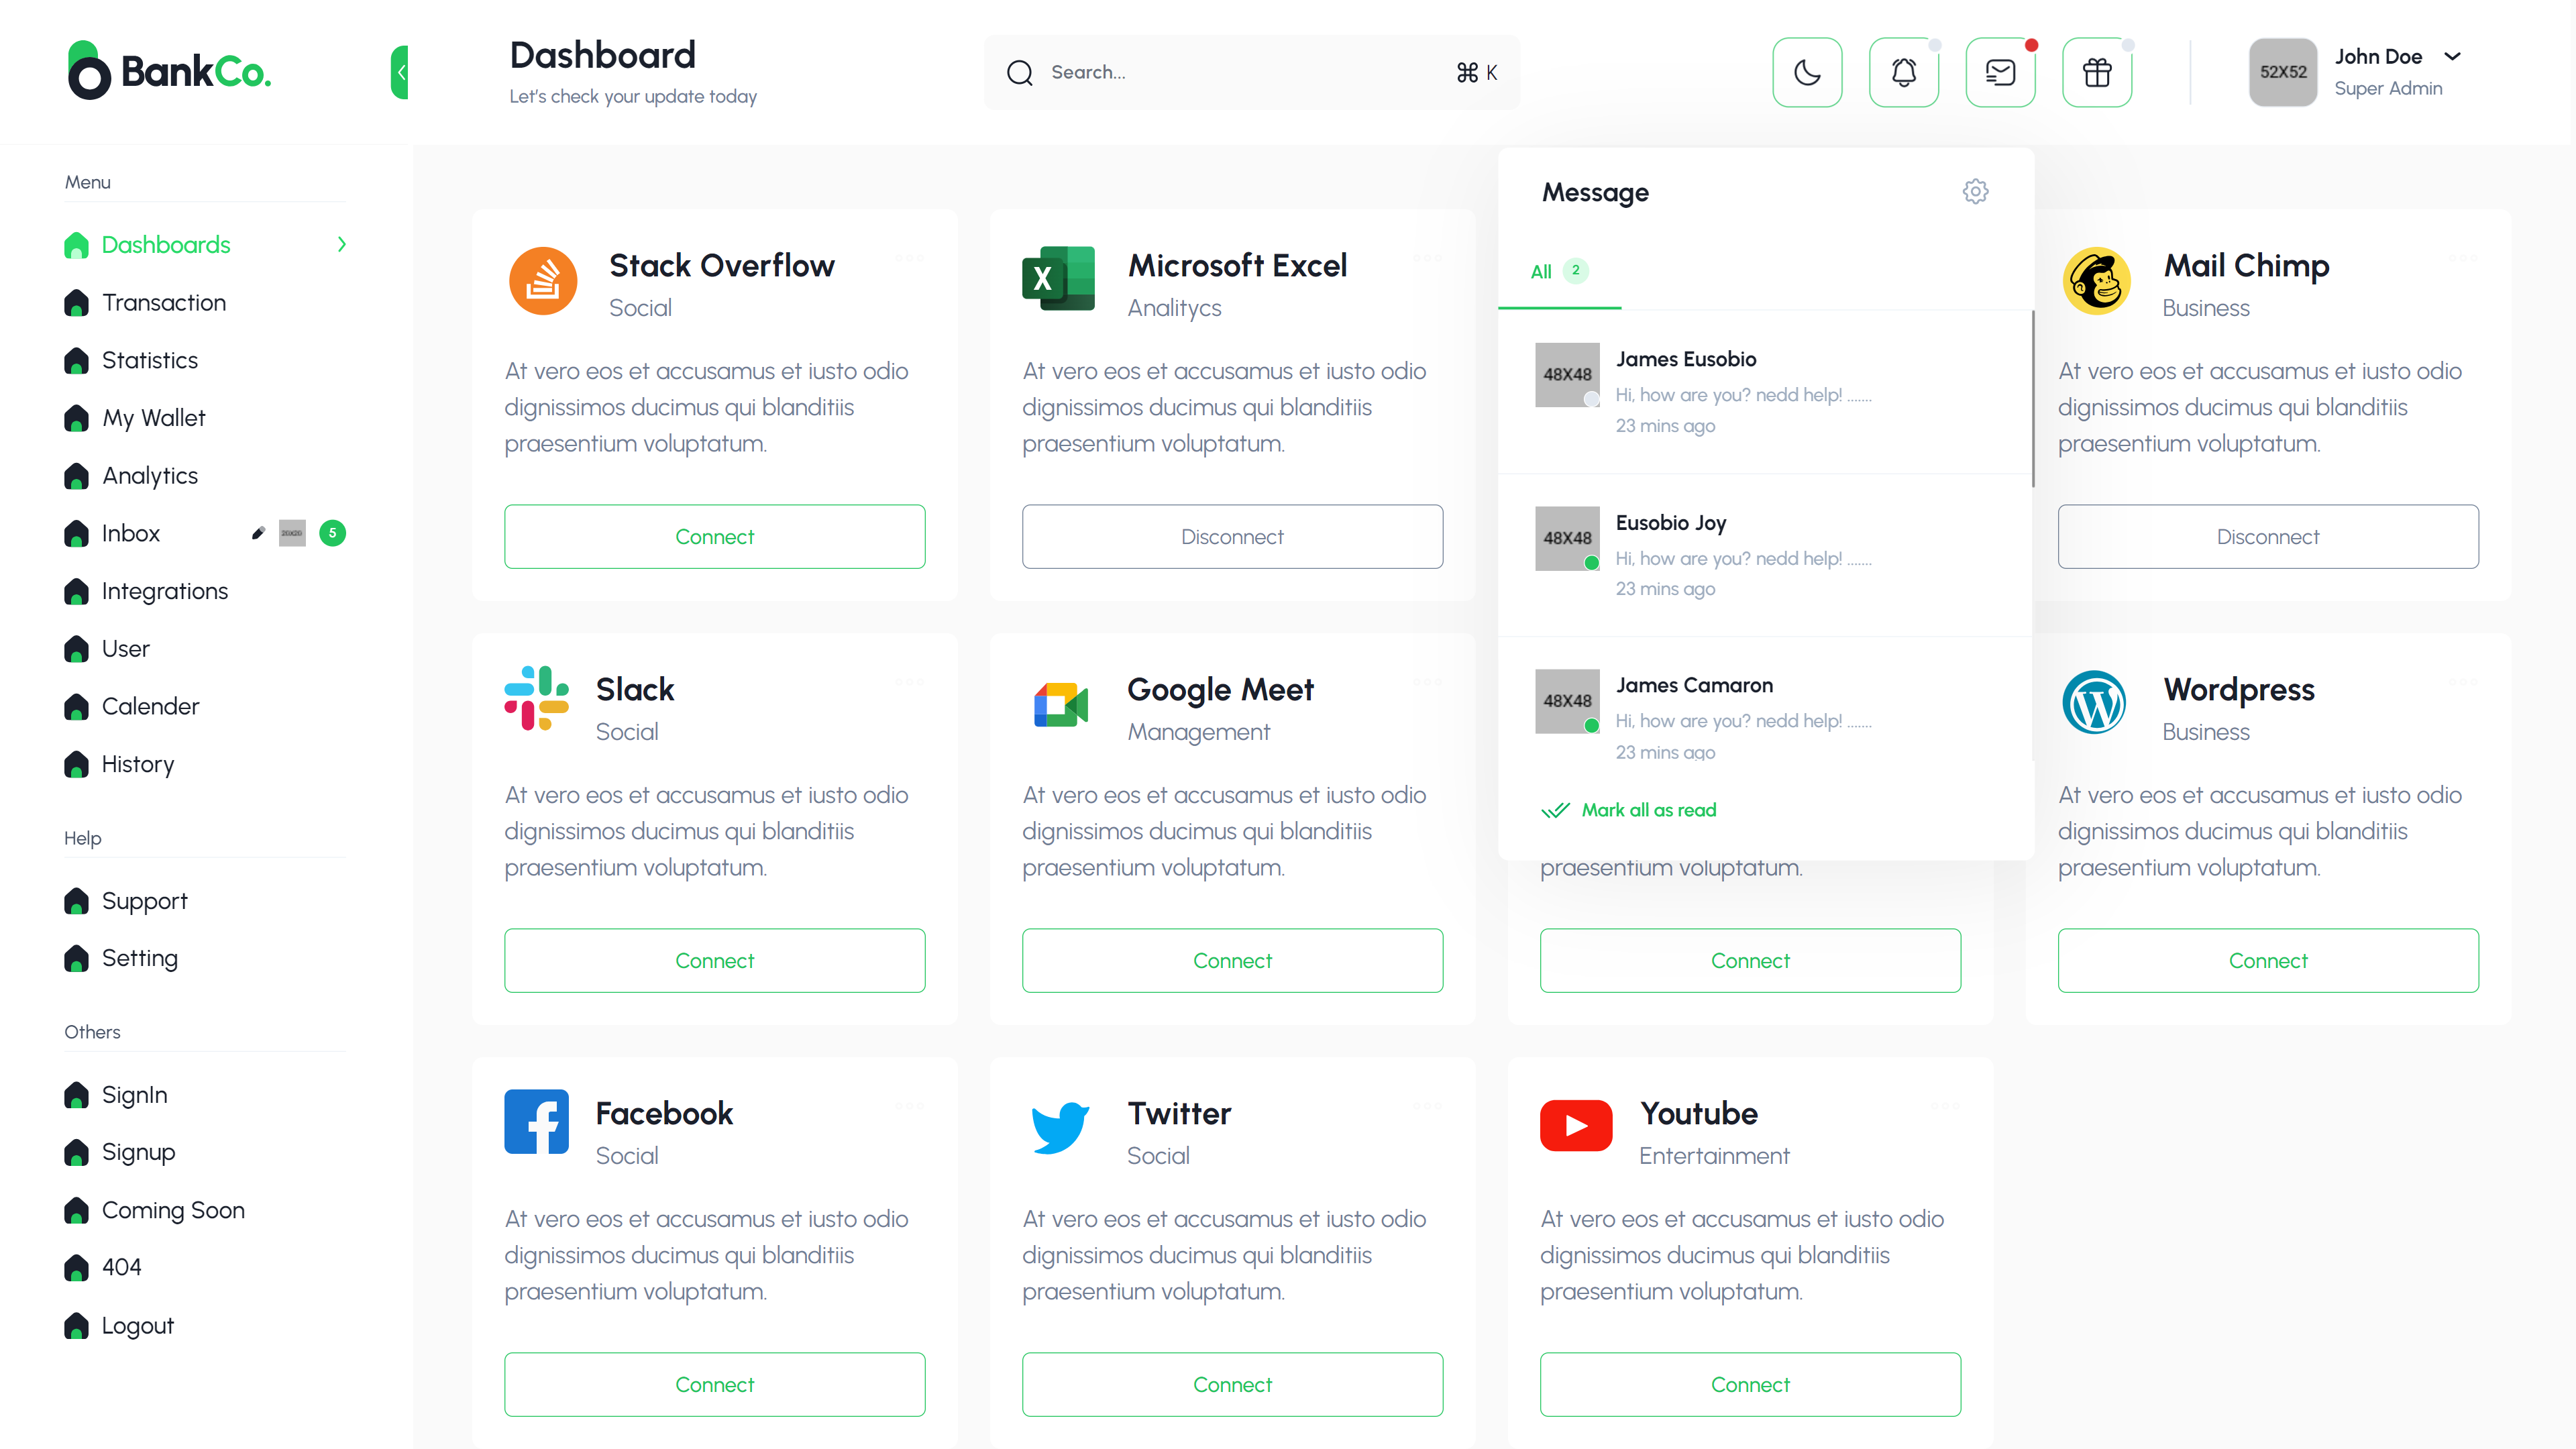 BankCo.
Dashboard
Let's check your update today
Search...
⌘ K
52X52
John Doe
Super Admin
Menu
Dashboards
Transaction
Statistics
My Wallet
Analytics
Inbox
5
Integrations
User
Calender
History
Help
Support
Setting
Others
SignIn
Signup
Coming Soon
404
Logout
Stack Overflow
Social
At vero eos et accusamus et iusto odio
dignissimos ducimus qui blanditiis
praesentium voluptatum.
Connect
X
Microsoft Excel
Analitycs
At vero eos et accusamus et iusto odio
dignissimos ducimus qui blanditiis
praesentium voluptatum.
Disconnect
Message
All 2
48X48
James Eusobio
Hi, how are you? nedd help! .......
23 mins ago
48X48
Eusobio Joy
Hi, how are you? nedd help! .......
23 mins ago
48X48
James Camaron
Hi, how are you? nedd help! .......
23 mins ago
Mark all as read
Mail Chimp
Business
At vero eos et accusamus et iusto odio
dignissimos ducimus qui blanditiis
praesentium voluptatum.
Disconnect
Slack
Social
At vero eos et accusamus et iusto odio
dignissimos ducimus qui blanditiis
praesentium voluptatum.
Connect
Google Meet
Management
At vero eos et accusamus et iusto odio
dignissimos ducimus qui blanditiis
praesentium voluptatum.
Connect
praesentium voluptatum.
Connect
Wordpress
Business
At vero eos et accusamus et iusto odio
dignissimos ducimus qui blanditiis
praesentium voluptatum.
Connect
Facebook
Social
At vero eos et accusamus et iusto odio
dignissimos ducimus qui blanditiis
praesentium voluptatum.
Connect
Twitter
Social
At vero eos et accusamus et iusto odio
dignissimos ducimus qui blanditiis
praesentium voluptatum.
Connect
Youtube
Entertainment
At vero eos et accusamus et iusto odio
dignissimos ducimus qui blanditiis
praesentium voluptatum.
Connect